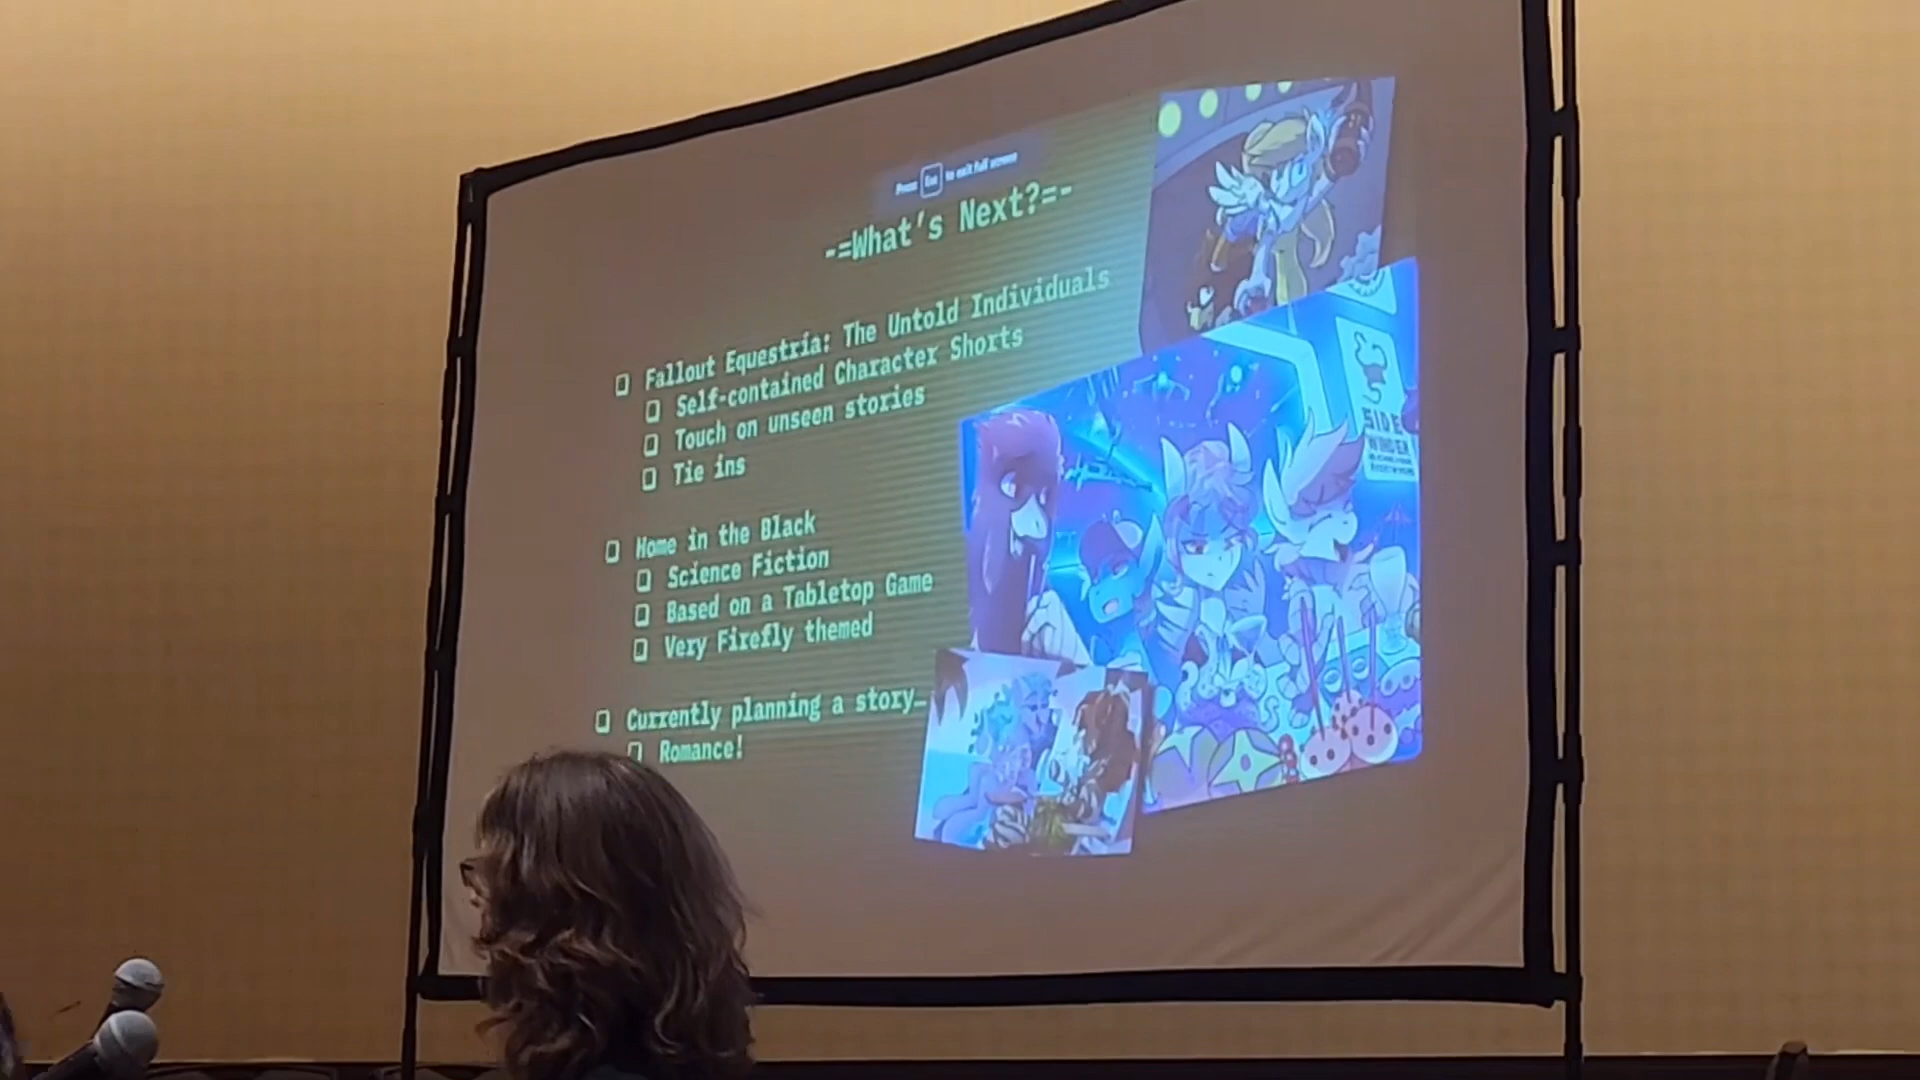 Press Esc to exit full screen
-=What's Next?=-
Fallout Equestria: The Untold Individuals
Self-contained Character Shorts
Touch on unseen stories
Tie ins
Home in the Black
Science Fiction
Based on a Tabletop Game
Very Firefly themed
Currently planning a story…
Romance!
SIDE
WINDER